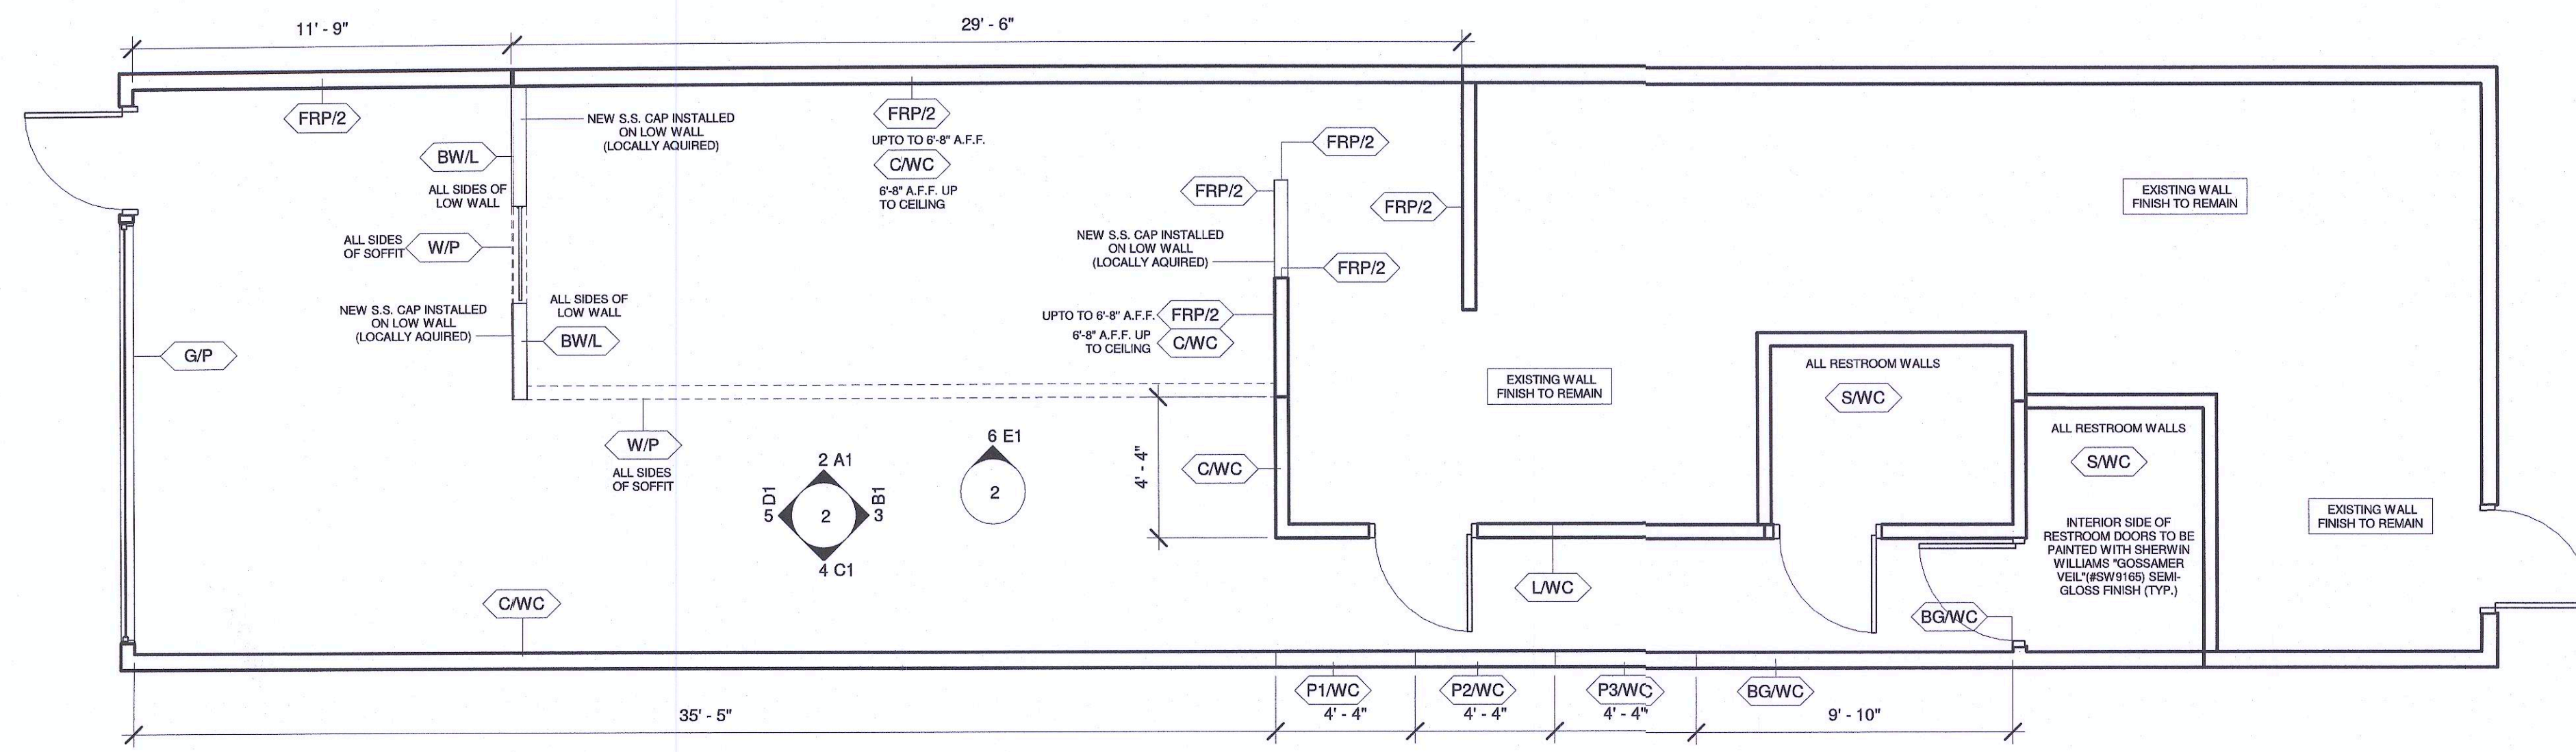 11' - 9"
29' - 6"
FRP/2
BW/L
ALL SIDES OF
LOW WALL
NEW S.S. CAP INSTALLED
ON LOW WALL
(LOCALLY AQUIRED)
FRP/2
UPTO TO 6'-8" A.F.F.
C/WC
6'-8" A.F.F. UP
TO CEILING
FRP/2
FRP/2
FRP/2
EXISTING WALL
FINISH TO REMAIN
ALL SIDES
OF SOFFIT
W/P
NEW S.S. CAP INSTALLED
ON LOW WALL
(LOCALLY AQUIRED)
FRP/2
NEW S.S. CAP INSTALLED
ON LOW WALL
(LOCALLY AQUIRED)
ALL SIDES OF
LOW WALL
BW/L
UPTO TO 6'-8" A.F.F.
FRP/2
6'-8" A.F.F. UP
TO CEILING
C/WC
G/P
EXISTING WALL
FINISH TO REMAIN
ALL RESTROOM WALLS
S/WC
ALL RESTROOM WALLS
S/WC
W/P
ALL SIDES
OF SOFFIT
6 E1
2
2 A1
5 D1
2
3 B1
4 C1
4' - 4"
C/WC
EXISTING WALL
FINISH TO REMAIN
INTERIOR SIDE OF
RESTROOM DOORS TO BE
PAINTED WITH SHERWIN
WILLIAMS "GOSSAMER
VEIL"(#SW9165) SEMI-
GLOSS FINISH (TYP.)
L/WC
C/WC
BG/WC
P1/WC
P2/WC
P3/WC
BG/WC
35' - 5"
4' - 4"
4' - 4"
4' - 4"
9' - 10"